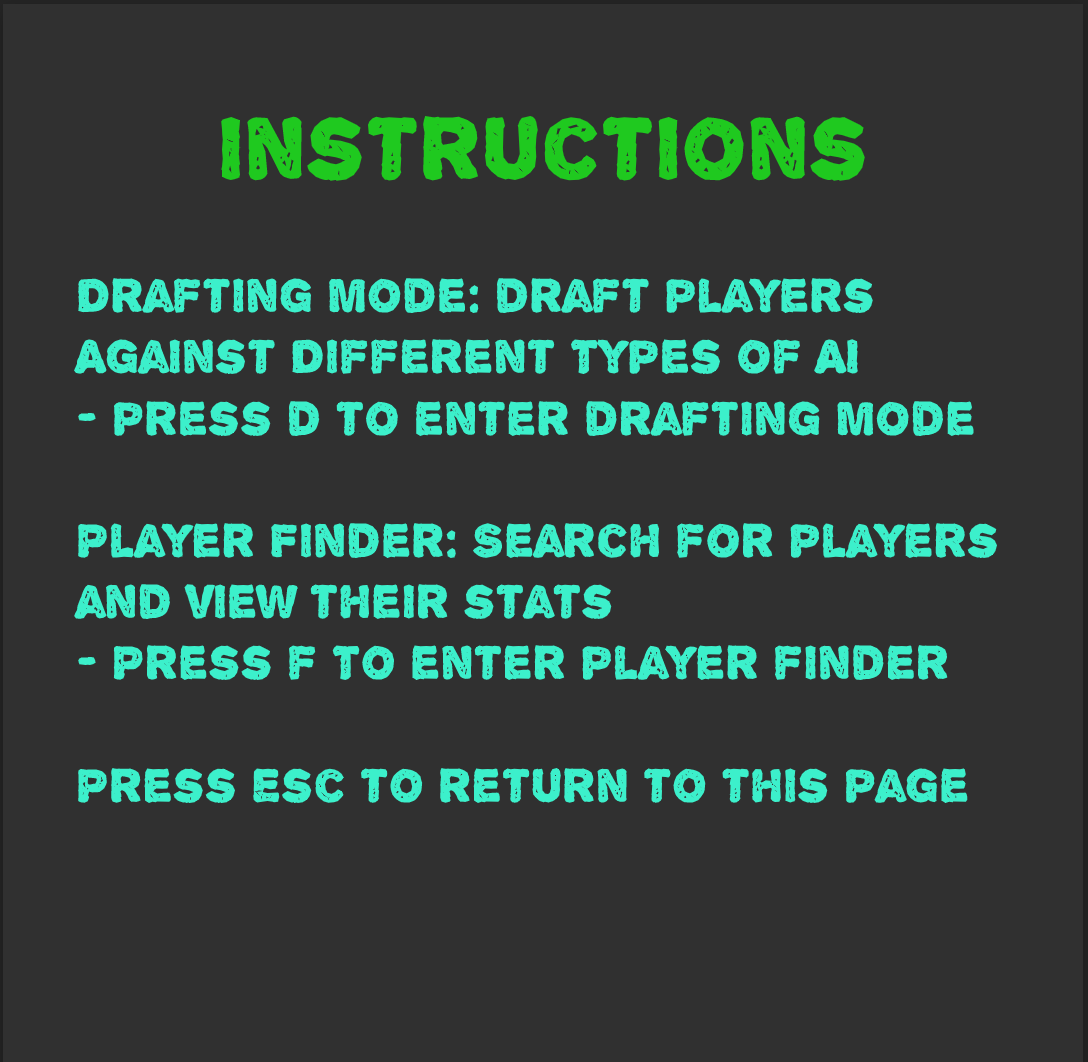 INSTRUCTIONS
DRAFTING MODE: DRAFT PLAYERS
AGAINST DIFFERENT TYPES OF AI
- PRESS D TO ENTER DRAFTING MODE
PLAYER FINDER: SEARCH FOR PLAYERS
AND VIEW THEIR STATS
- PRESS F TO ENTER PLAYER FINDER
PRESS ESC TO RETURN TO THIS PAGE